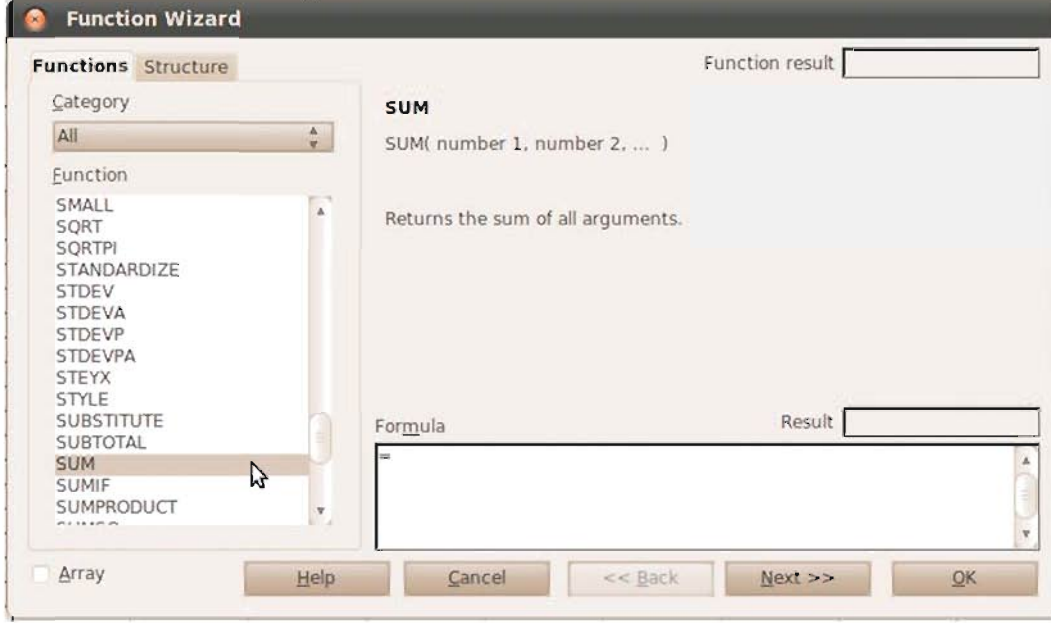 Function Wizard
Functions Structure
Function result
Category
All
Function
SMALL
SQRT
SQRTPI
STANDARDIZE
STDEV
STDEVA
STDEVP
STDEVPA
STEYX
STYLE
SUBSTITUTE
SUBTOTAL
SUM
SUMIF
SUMPRODUCT
SUM
SUM( number 1, number 2, ... )
Returns the sum of all arguments.
Formula
Result
=
Array
Help
Cancel
<< Back
Next >>
OK